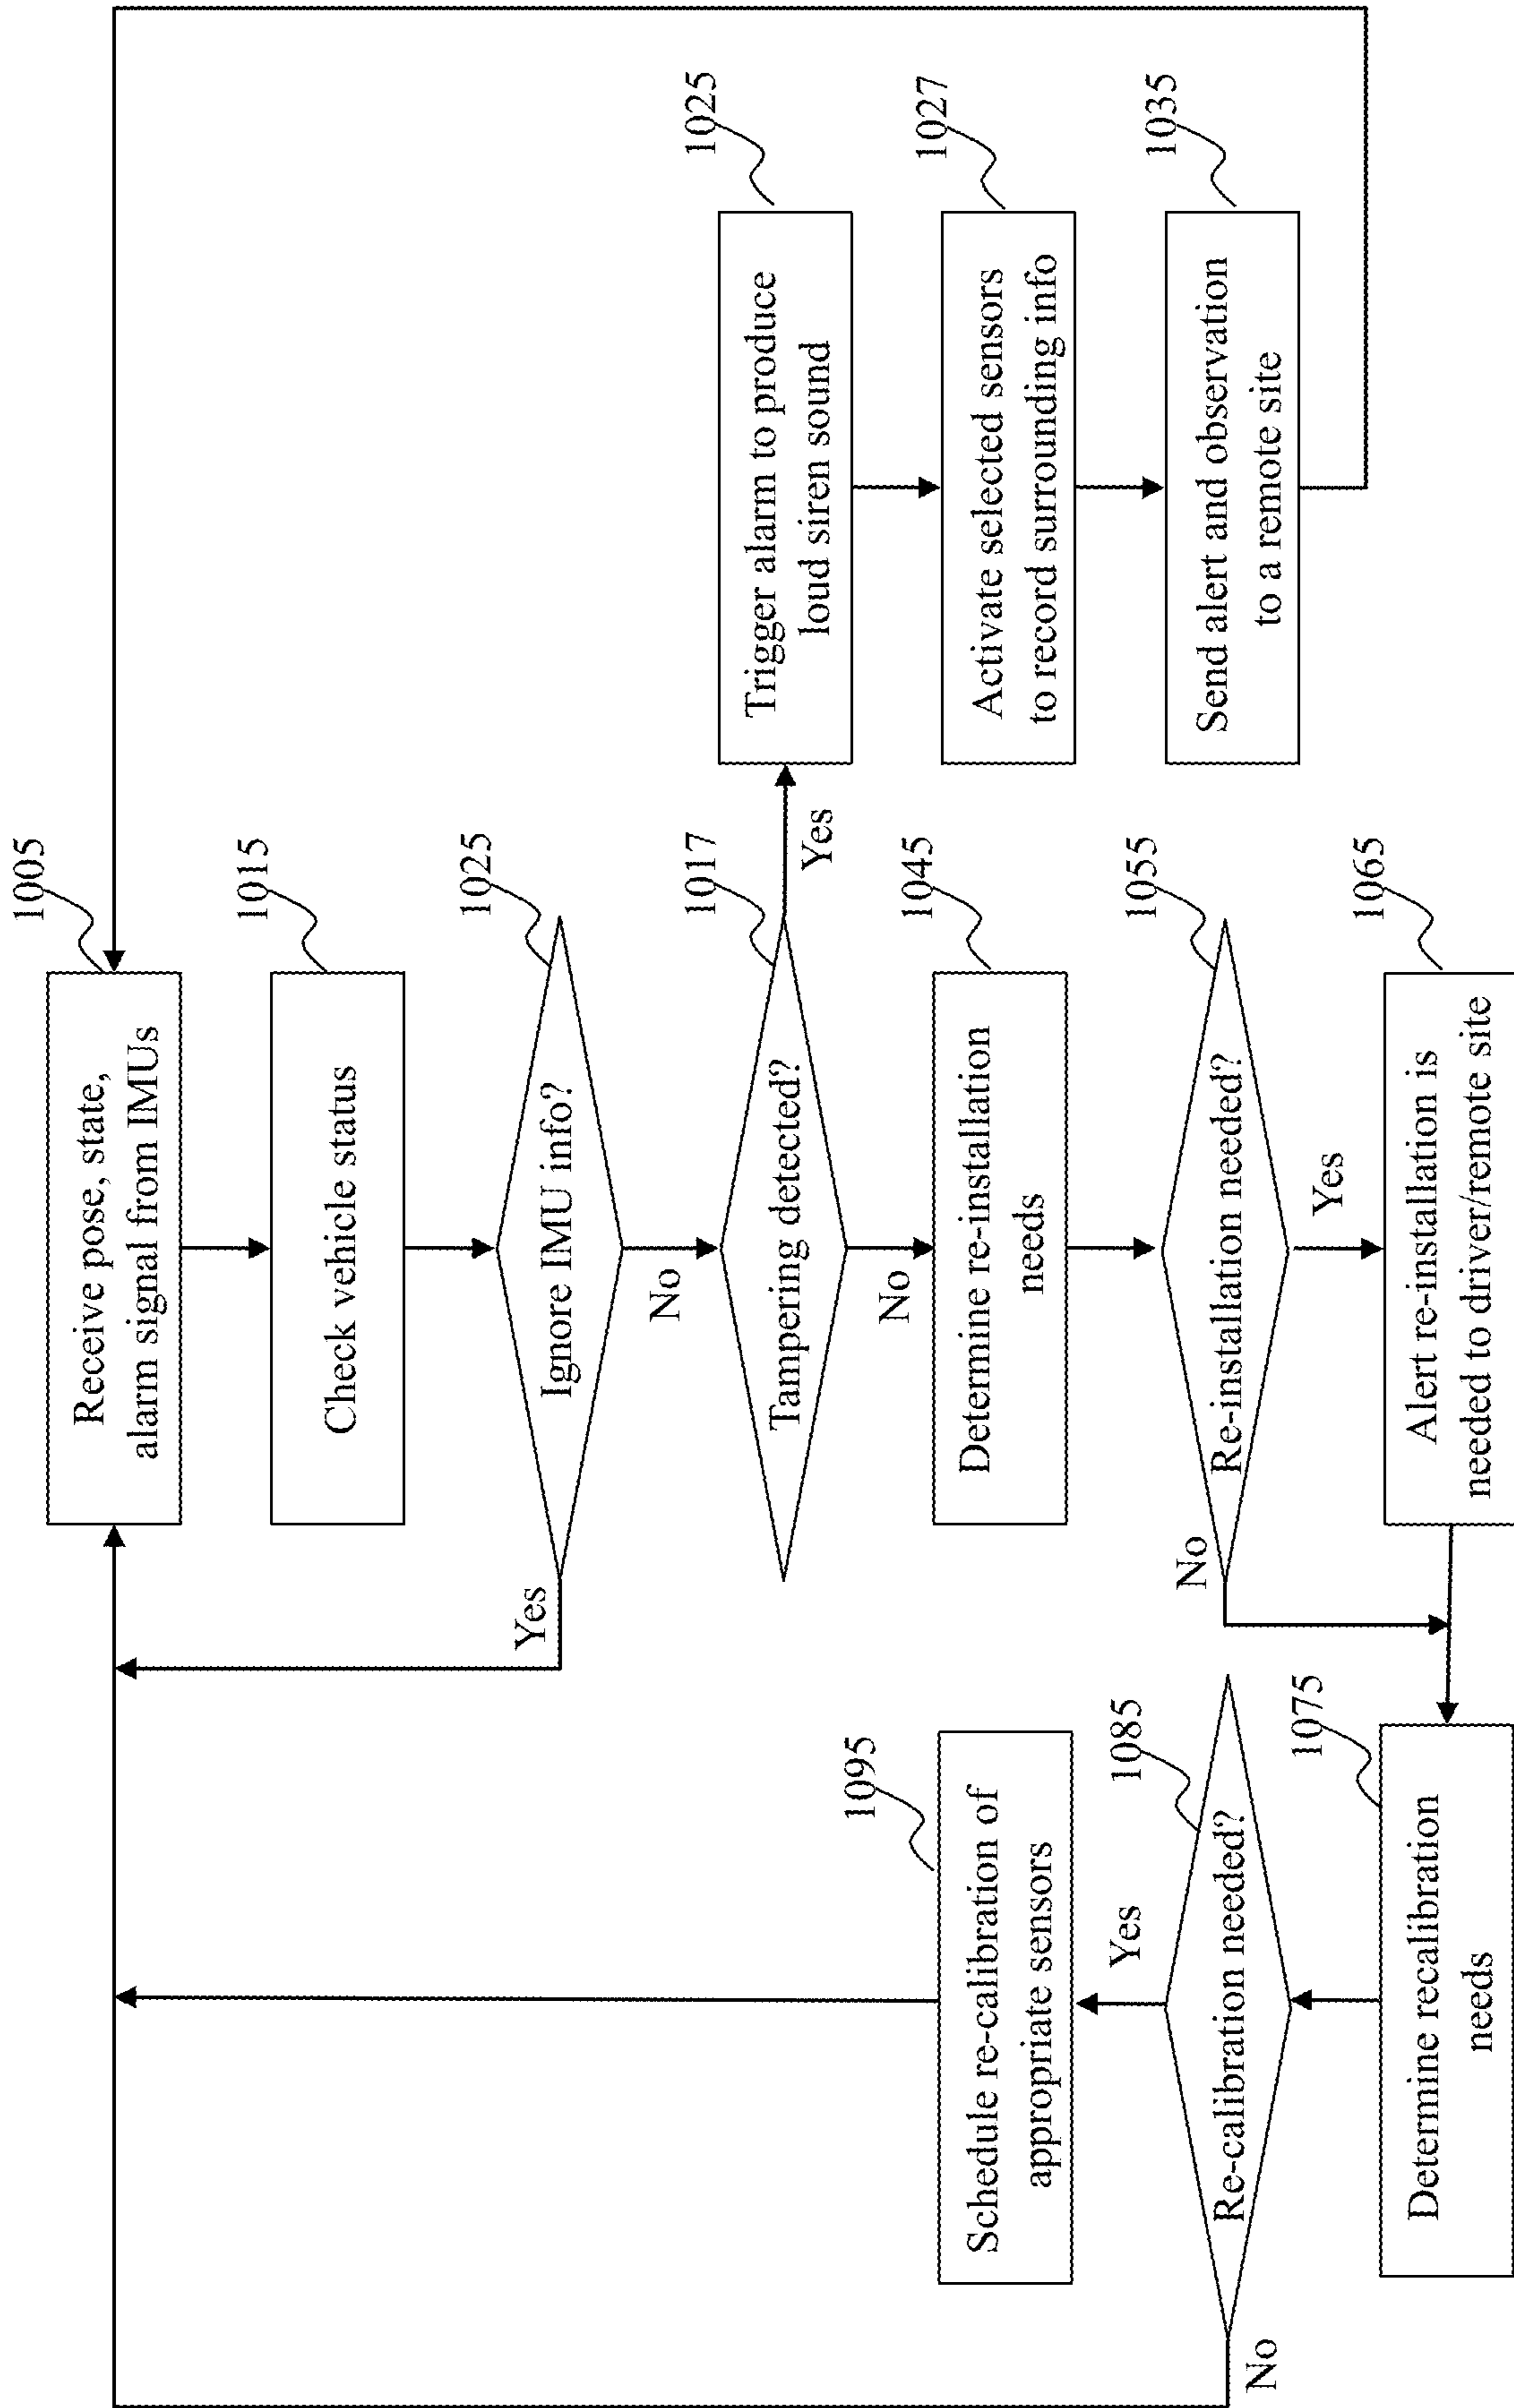 1005
Receive pose, state,
alarm signal from IMUs
1015
Check vehicle status
1025
Ignore IMU info?
Yes
No
1017
Tampering detected?
Yes
No
1025
Trigger alarm to produce
loud siren sound
1027
Activate selected sensors
to record surrounding info
1035
Send alert and observation
to a remote site
1045
Determine re-installation
needs
1055
Re-installation needed?
No
Yes
1065
Alert re-installation is
needed to driver/remote site
1075
Determine recalibration
needs
1085
Re-calibration needed?
Yes
No
1095
Schedule re-calibration of
appropriate sensors